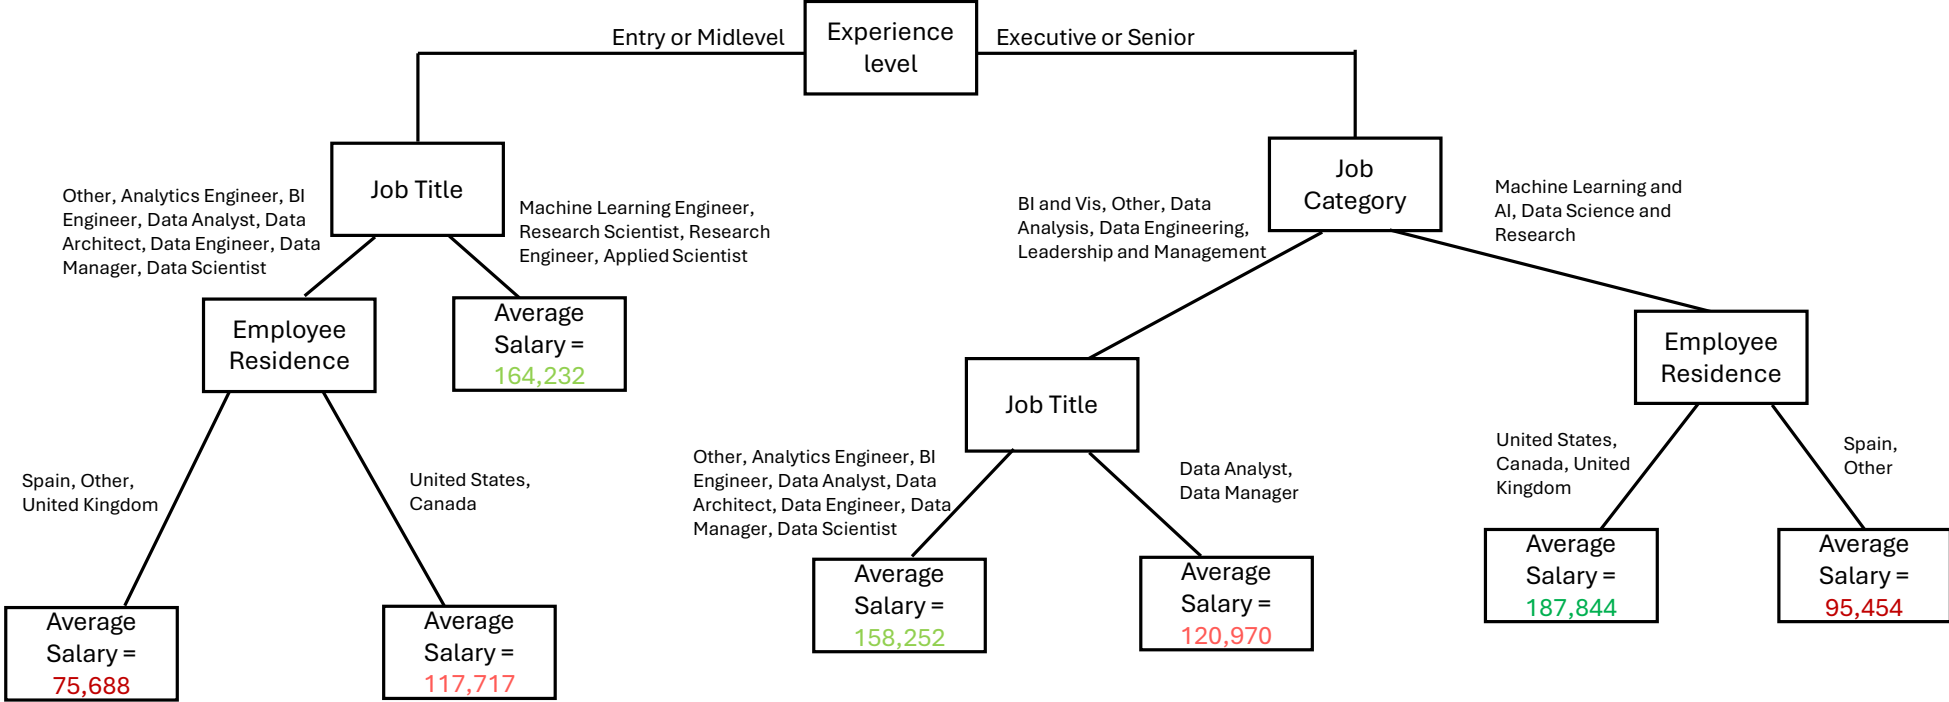 Entry or Midlevel
Experience
level
Executive or Senior
Job Title
Job
Category
Other, Analytics Engineer, BI
Engineer, Data Analyst, Data
Architect, Data Engineer, Data
Manager, Data Scientist
Machine Learning Engineer,
Research Scientist, Research
Engineer, Applied Scientist
BI and Vis, Other, Data
Analysis, Data Engineering,
Leadership and Management
Machine Learning and
AI, Data Science and
Research
Employee
Residence
Average
Salary =
164,232
Job Title
Employee
Residence
Spain, Other,
United Kingdom
United States,
Canada
Other, Analytics Engineer, BI
Engineer, Data Analyst, Data
Architect, Data Engineer, Data
Manager, Data Scientist
Data Analyst,
Data Manager
United States,
Canada, United
Kingdom
Spain,
Other
Average
Salary =
75,688
Average
Salary =
117,717
Average
Salary =
158,252
Average
Salary =
120,970
Average
Salary =
187,844
Average
Salary =
95,454